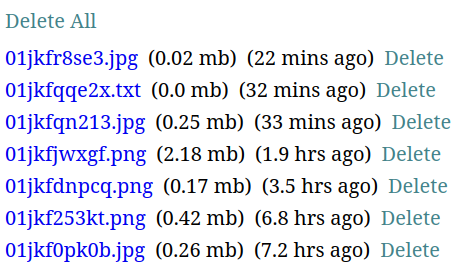 Delete All
01jkfr8se3.jpg (0.02 mb) (22 mins ago) Delete
01jkfqqe2x.txt (0.0 mb) (32 mins ago) Delete
01jkfqn213.jpg (0.25 mb) (33 mins ago) Delete
01jkfjwxgf.png (2.18 mb) (1.9 hrs ago) Delete
01jkfdnpcq.png (0.17 mb) (3.5 hrs ago) Delete
01jkf253kt.png (0.42 mb) (6.8 hrs ago) Delete
01jkf0pk0b.jpg (0.26 mb) (7.2 hrs ago) Delete